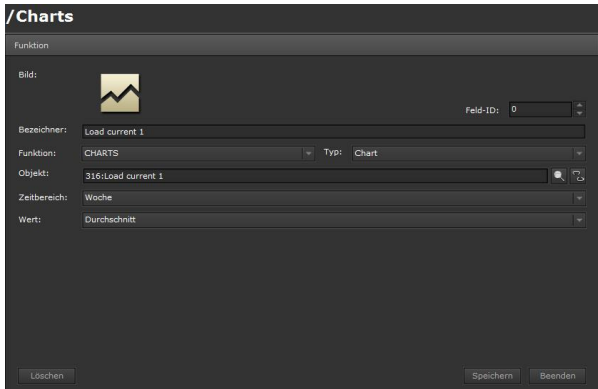 /Charts
Funktion
Bild:
Feld-ID: 0
Bezeichner: Load current 1
Funktion: CHARTS Typ: Chart
Objekt: 316:Load current 1
Zeitbereich: Woche
Wert: Durchschnitt
Löschen Speichern Beenden